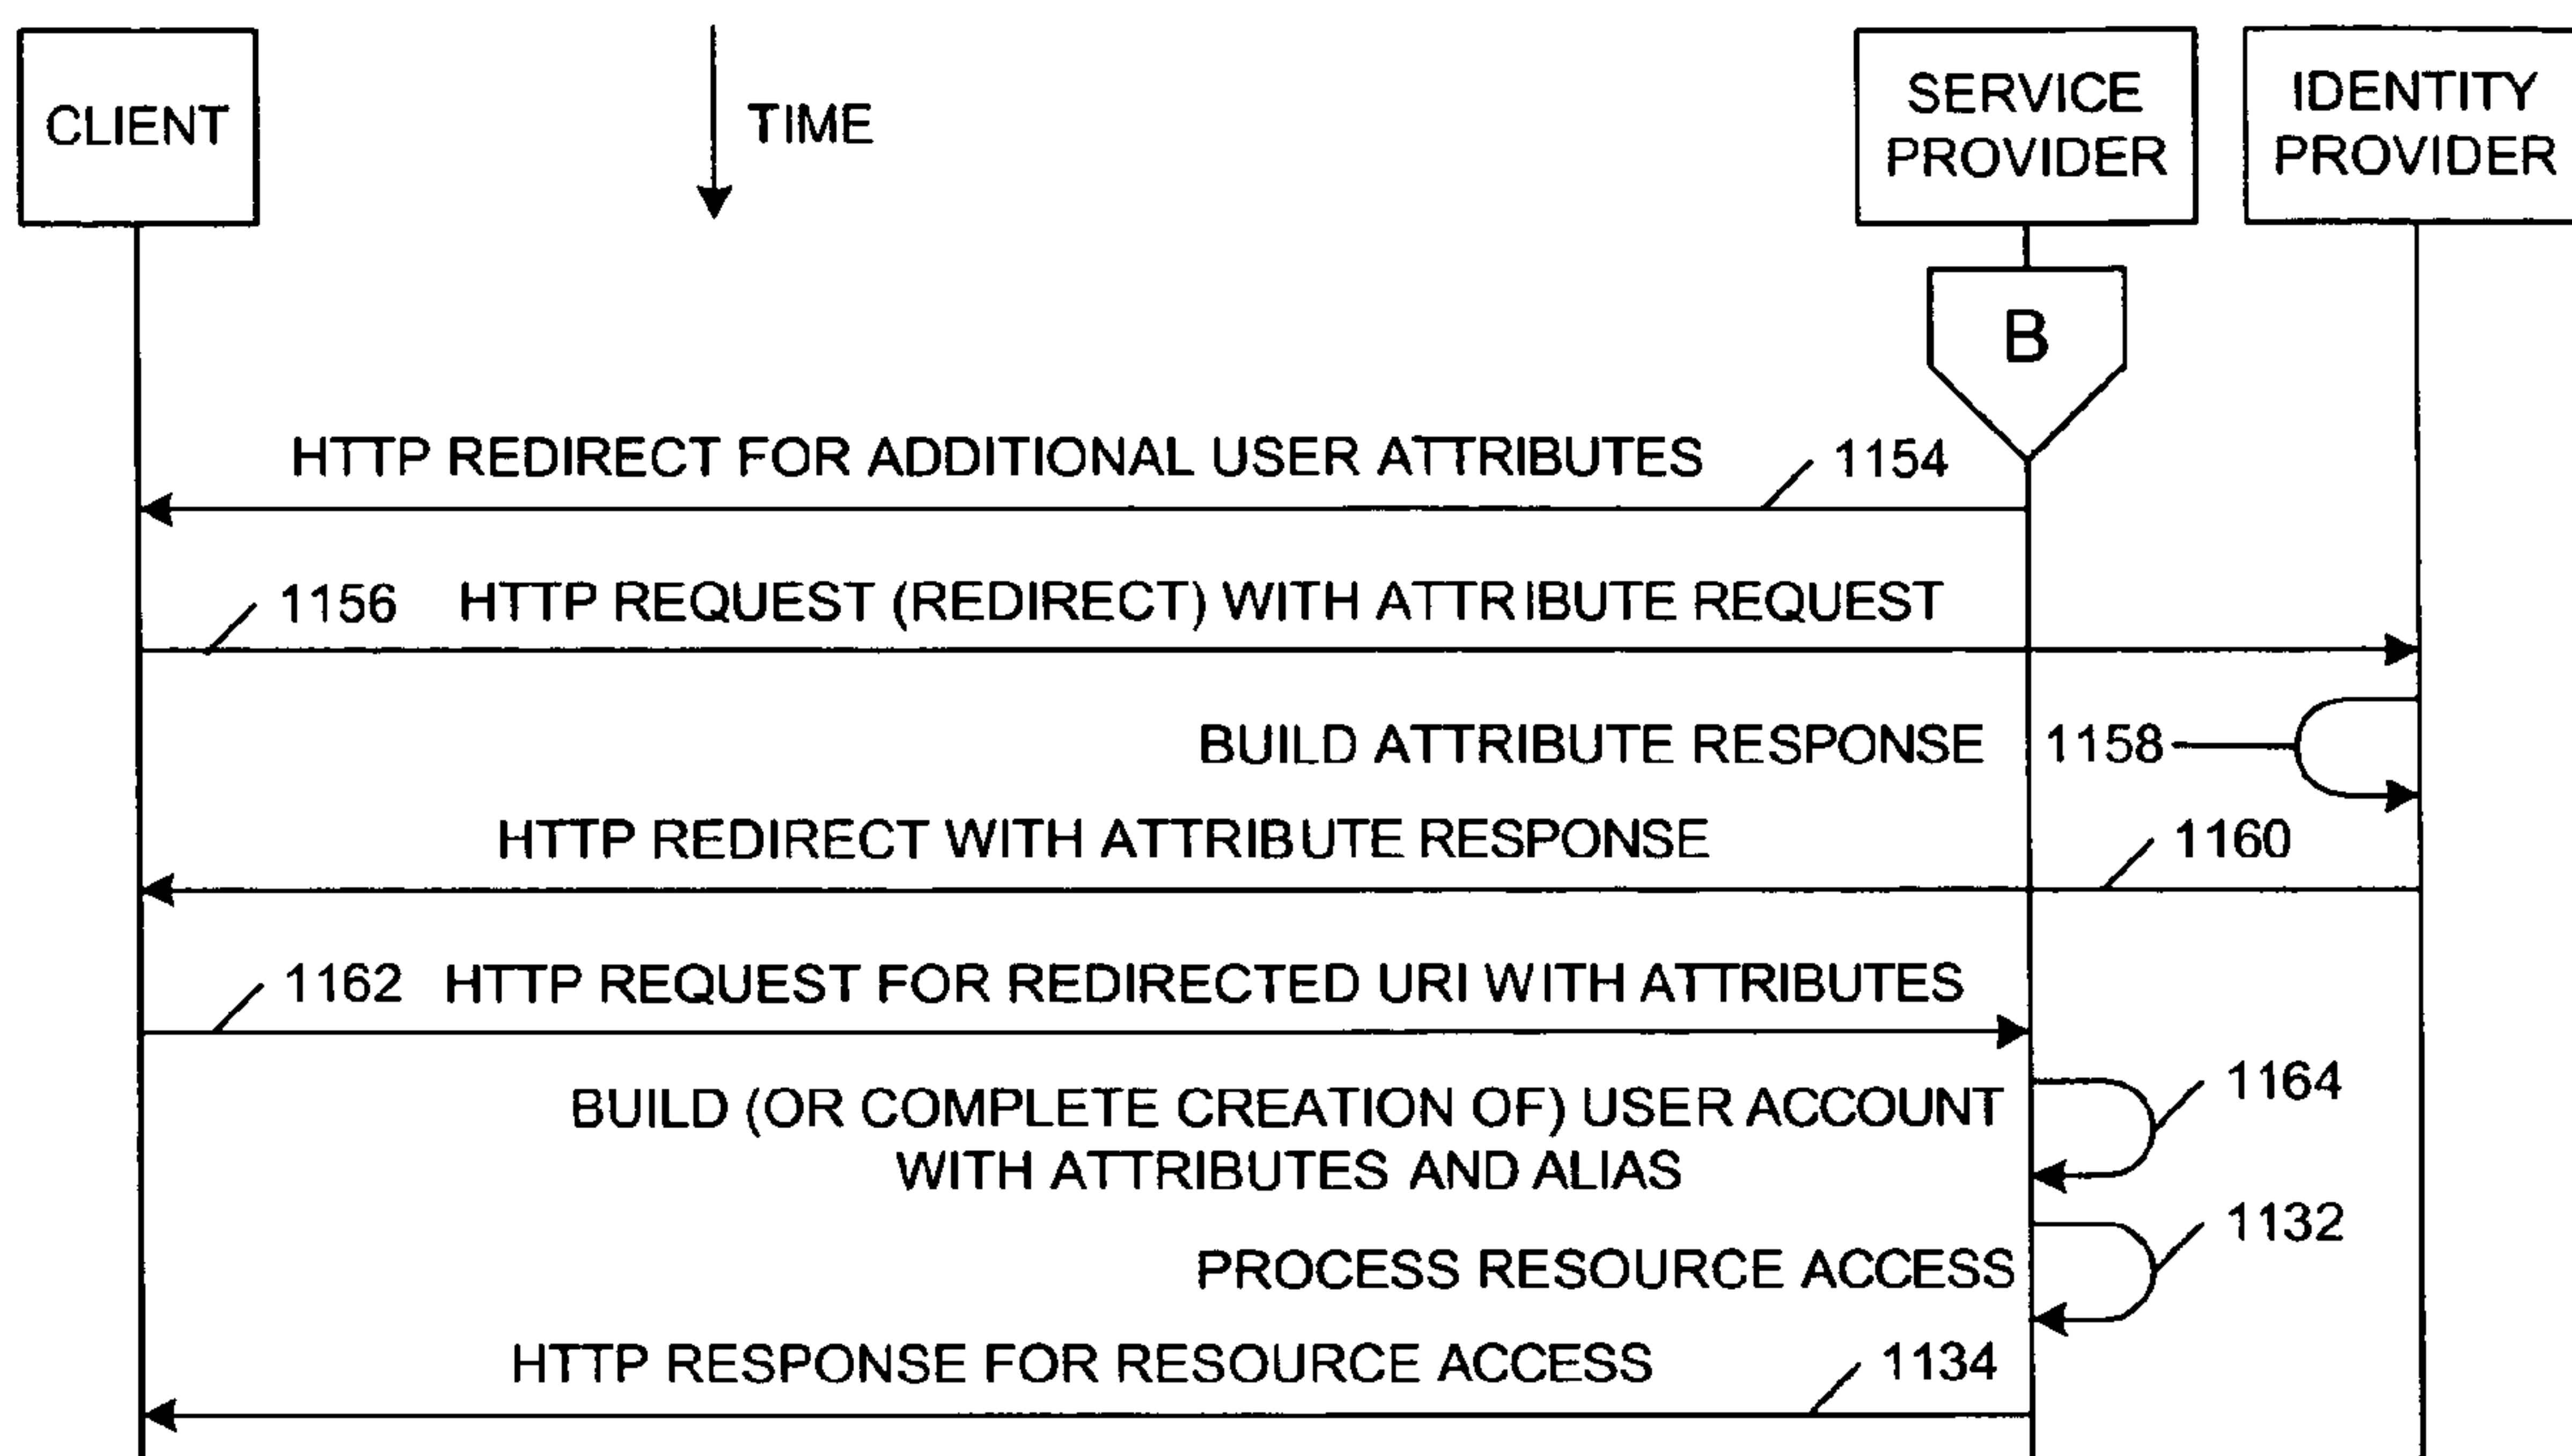 CLIENT
TIME
SERVICE
PROVIDER
IDENTITY
PROVIDER
B
HTTP REDIRECT FOR ADDITIONAL USER ATTRIBUTES 1154
1156 HTTP REQUEST (REDIRECT) WITH ATTRIBUTE REQUEST
BUILD ATTRIBUTE RESPONSE 1158
HTTP REDIRECT WITH ATTRIBUTE RESPONSE 1160
1162 HTTP REQUEST FOR REDIRECTED URI WITH ATTRIBUTES
BUILD (OR COMPLETE CREATION OF) USER ACCOUNT 1164
WITH ATTRIBUTES AND ALIAS
PROCESS RESOURCE ACCESS 1132
HTTP RESPONSE FOR RESOURCE ACCESS 1134